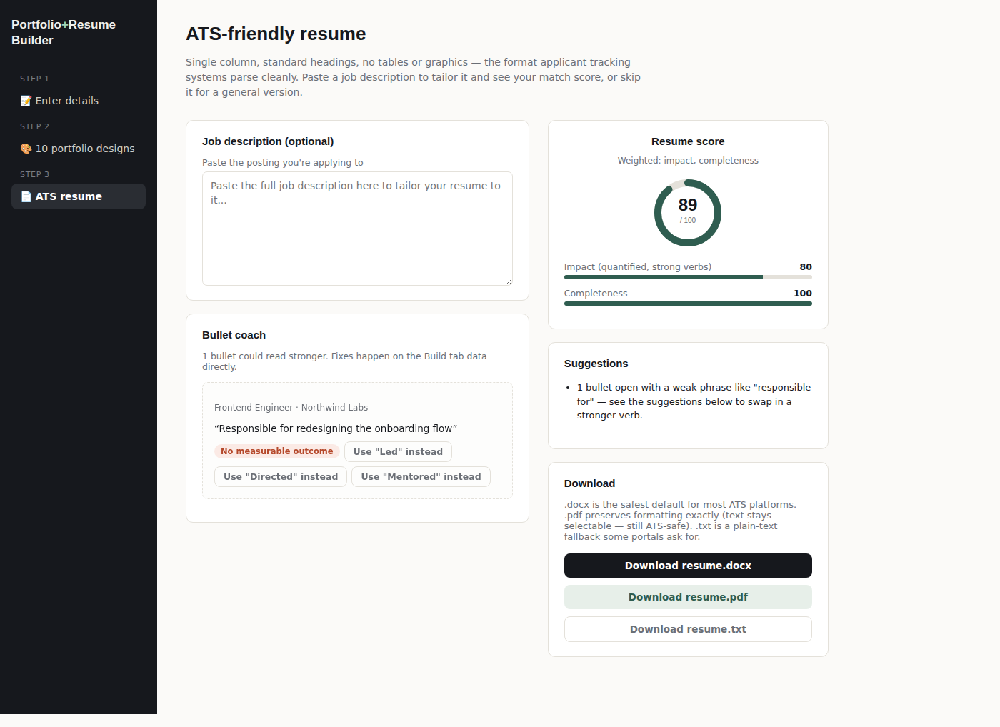 Portfolio+Resume
Builder
STEP 1
📝 Enter details
STEP 2
🎨 10 portfolio designs
STEP 3
📄 ATS resume
ATS-friendly resume
Single column, standard headings, no tables or graphics — the format applicant tracking
systems parse cleanly. Paste a job description to tailor it and see your match score, or skip
it for a general version.
Job description (optional)
Paste the posting you're applying to
Paste the full job description here to tailor your resume to
it...
Bullet coach
1 bullet could read stronger. Fixes happen on the Build tab data
directly.
Frontend Engineer · Northwind Labs
“Responsible for redesigning the onboarding flow”
No measurable outcome
Use "Led" instead
Use "Directed" instead
Use "Mentored" instead
Resume score
Weighted: impact, completeness
89
/ 100
Impact (quantified, strong verbs) 80
Completeness 100
Suggestions
• 1 bullet open with a weak phrase like "responsible
for" — see the suggestions below to swap in a
stronger verb.
Download
.docx is the safest default for most ATS platforms.
.pdf preserves formatting exactly (text stays
selectable — still ATS-safe). .txt is a plain-text
fallback some portals ask for.
Download resume.docx
Download resume.pdf
Download resume.txt